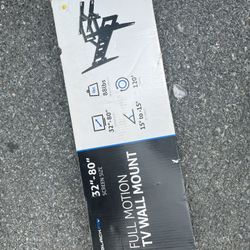 88lbs
120°
32"-80"
15° to -15°
32"-80"
SCREEN SIZE
FULL MOTION
TV WALL MOUNT